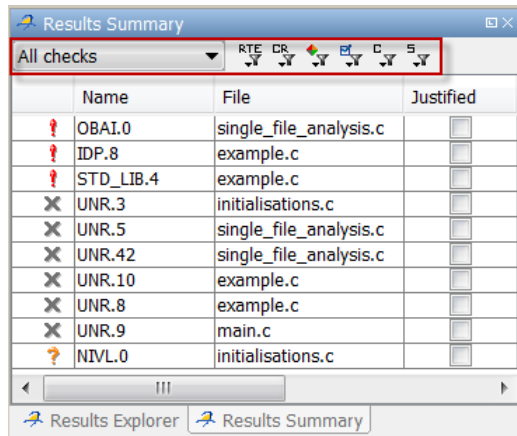 Results Summary
All checks RTE CR C S
Name File Justified
OBAI.0 single_file_analysis.c
IDP.8 example.c
STD_LIB.4 example.c
UNR.3 initialisations.c
UNR.5 single_file_analysis.c
UNR.42 single_file_analysis.c
UNR.10 example.c
UNR.8 example.c
UNR.9 main.c
? NIVL.0 initialisations.c
Results Explorer Results Summary